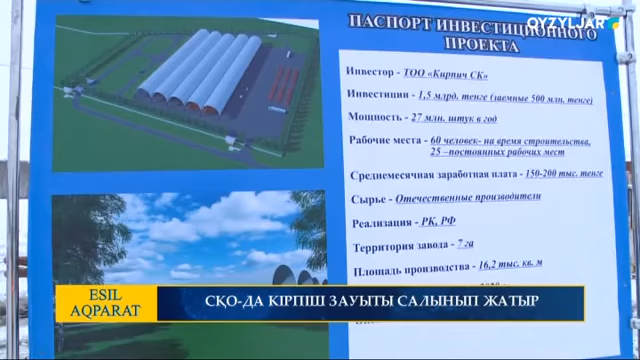 QYZYLJAR
ПАСПОРТ ИНВЕСТИЦИОННОГО
ПРОЕКТА
Инвестор - ТОО «Кирпич СК»
Инвестиции - 1,5 млрд. тенге (заемные 500 млн. тенге)
Мощность - 27 млн. штук в год
Рабочие места - 60 человек- на время строительства,
25 –постоянных рабочих мест
Среднемесячная заработная плата - 150-200 тыс. тенге
Сырье - Отечественные производители
Реализация - РК, РФ
Территория завода - 7 га
Площадь производства - 16,2 тыс. кв. м
ESIL
AQPARAT
СҚО-ДА КІРПІШ ЗАУЫТЫ САЛЫНЫП ЖАТЫР